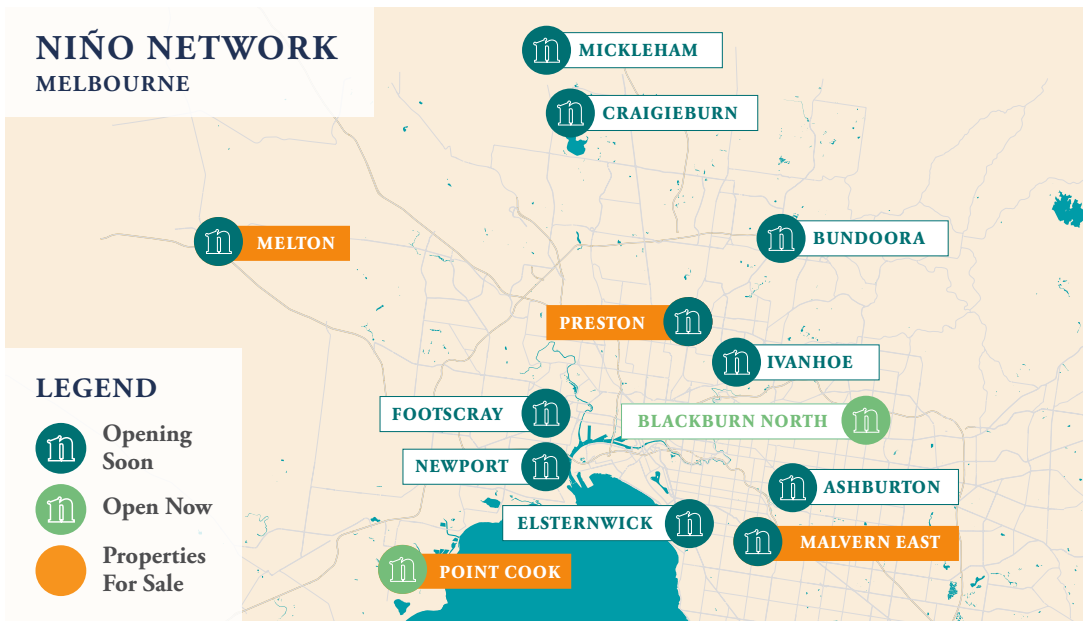 NIÑO NETWORK
MELBOURNE
MICKLEHAM
CRAIGIEBURN
MELTON
BUNDOORA
PRESTON
IVANHOE
FOOTSCRAY
BLACKBURN NORTH
NEWPORT
ASHBURTON
ELSTERNWICK
MALVERN EAST
POINT COOK
LEGEND
n Opening
Soon
n Open Now
Properties
For Sale